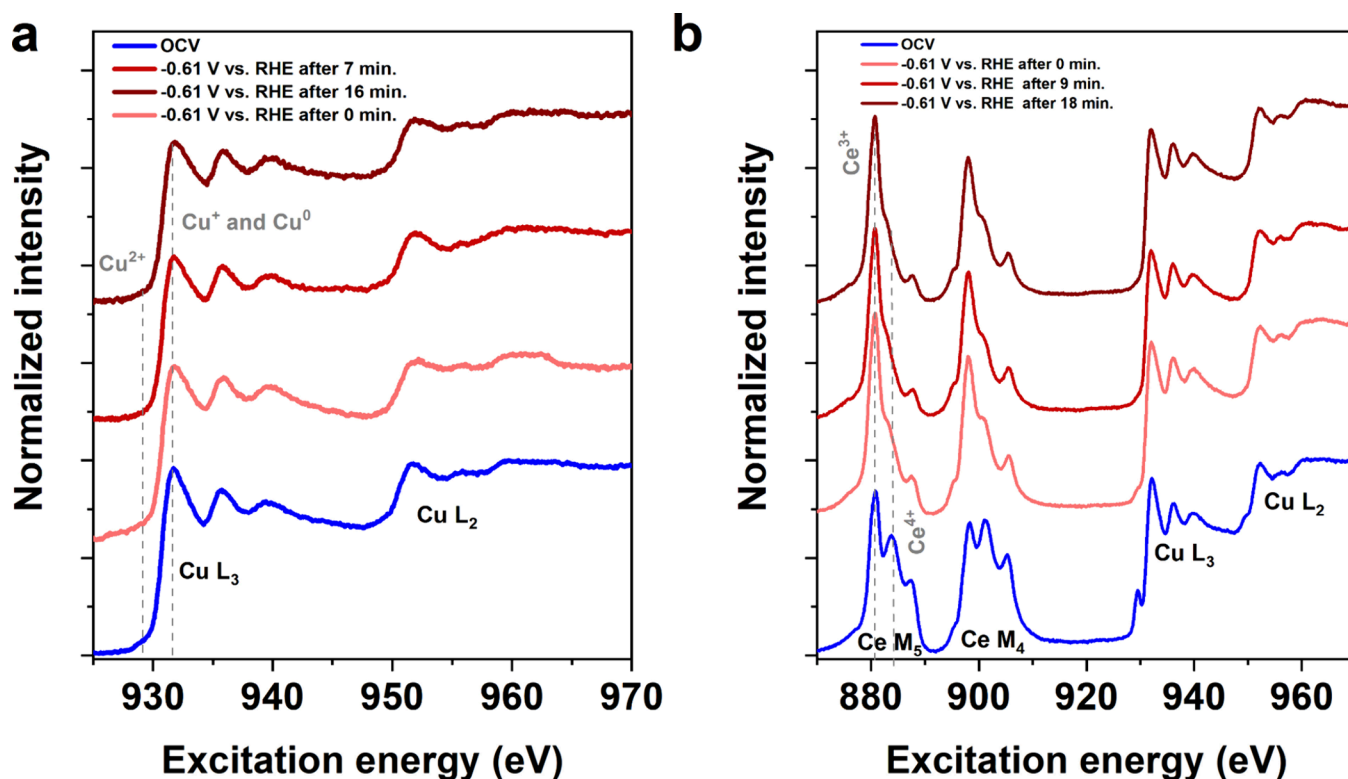 a
OCV
-0.61 V vs. RHE after 7 min.
-0.61 V vs. RHE after 16 min.
-0.61 V vs. RHE after 0 min.
Cu⁺ and Cu⁰
Cu²⁺
Cu L₂
Cu L₃
Normalized intensity
930 940 950 960 970
Excitation energy (eV)
b
OCV
-0.61 V vs. RHE after 0 min.
-0.61 V vs. RHE after 9 min.
-0.61 V vs. RHE after 18 min.
Ce³⁺
Ce⁴⁺
Cu L₂
Cu L₃
Ce M₅
Ce M₄
Normalized intensity
880 900 920 940 960
Excitation energy (eV)